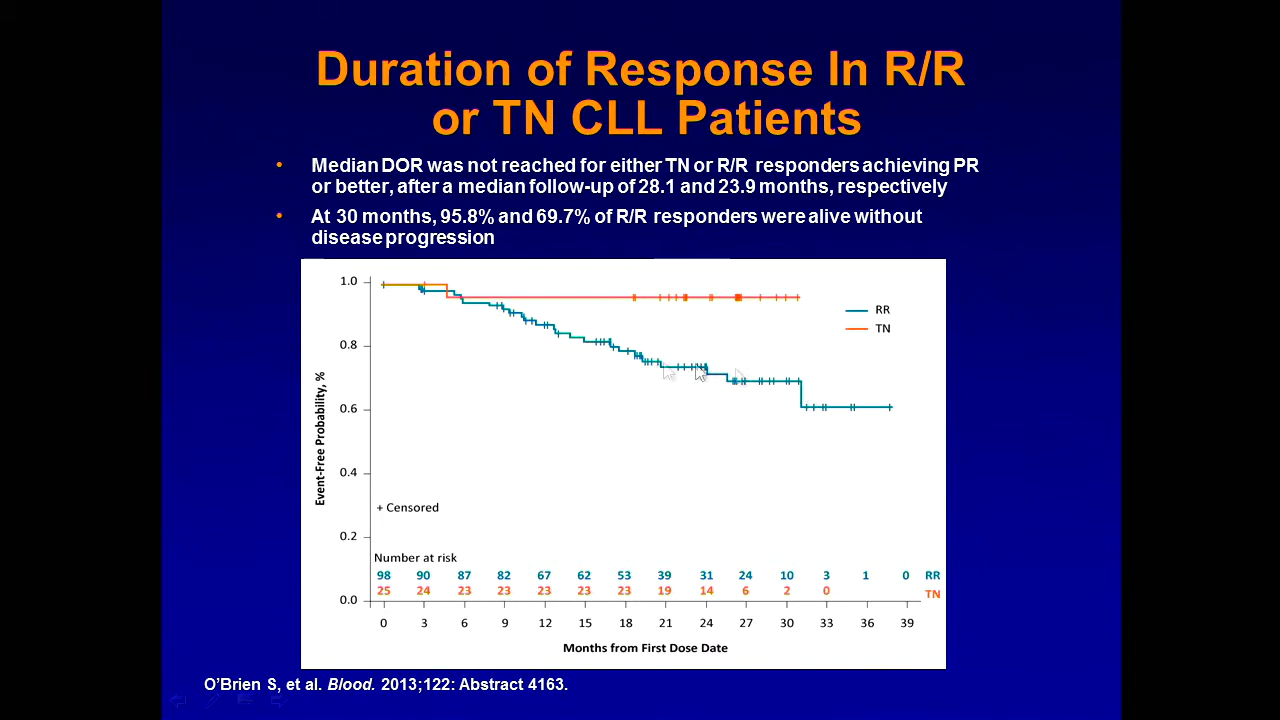 Duration of Response In R/R
or TN CLL Patients
• Median DOR was not reached for either TN or R/R responders achieving PR
or better, after a median follow-up of 28.1 and 23.9 months, respectively
• At 30 months, 95.8% and 69.7% of R/R responders were alive without
disease progression
1.0
0.8
0.6
0.4
0.2
0.0
Event-Free Probability, %
RR
TN
+ Censored
Number at risk
98 90 87 82 67 62 53 39 31 24 10 3 1 0 RR
25 24 23 23 23 23 23 19 14 6 2 0 TN
0 3 6 9 12 15 18 21 24 27 30 33 36 39
Months from First Dose Date
O’Brien S, et al. Blood. 2013;122: Abstract 4163.